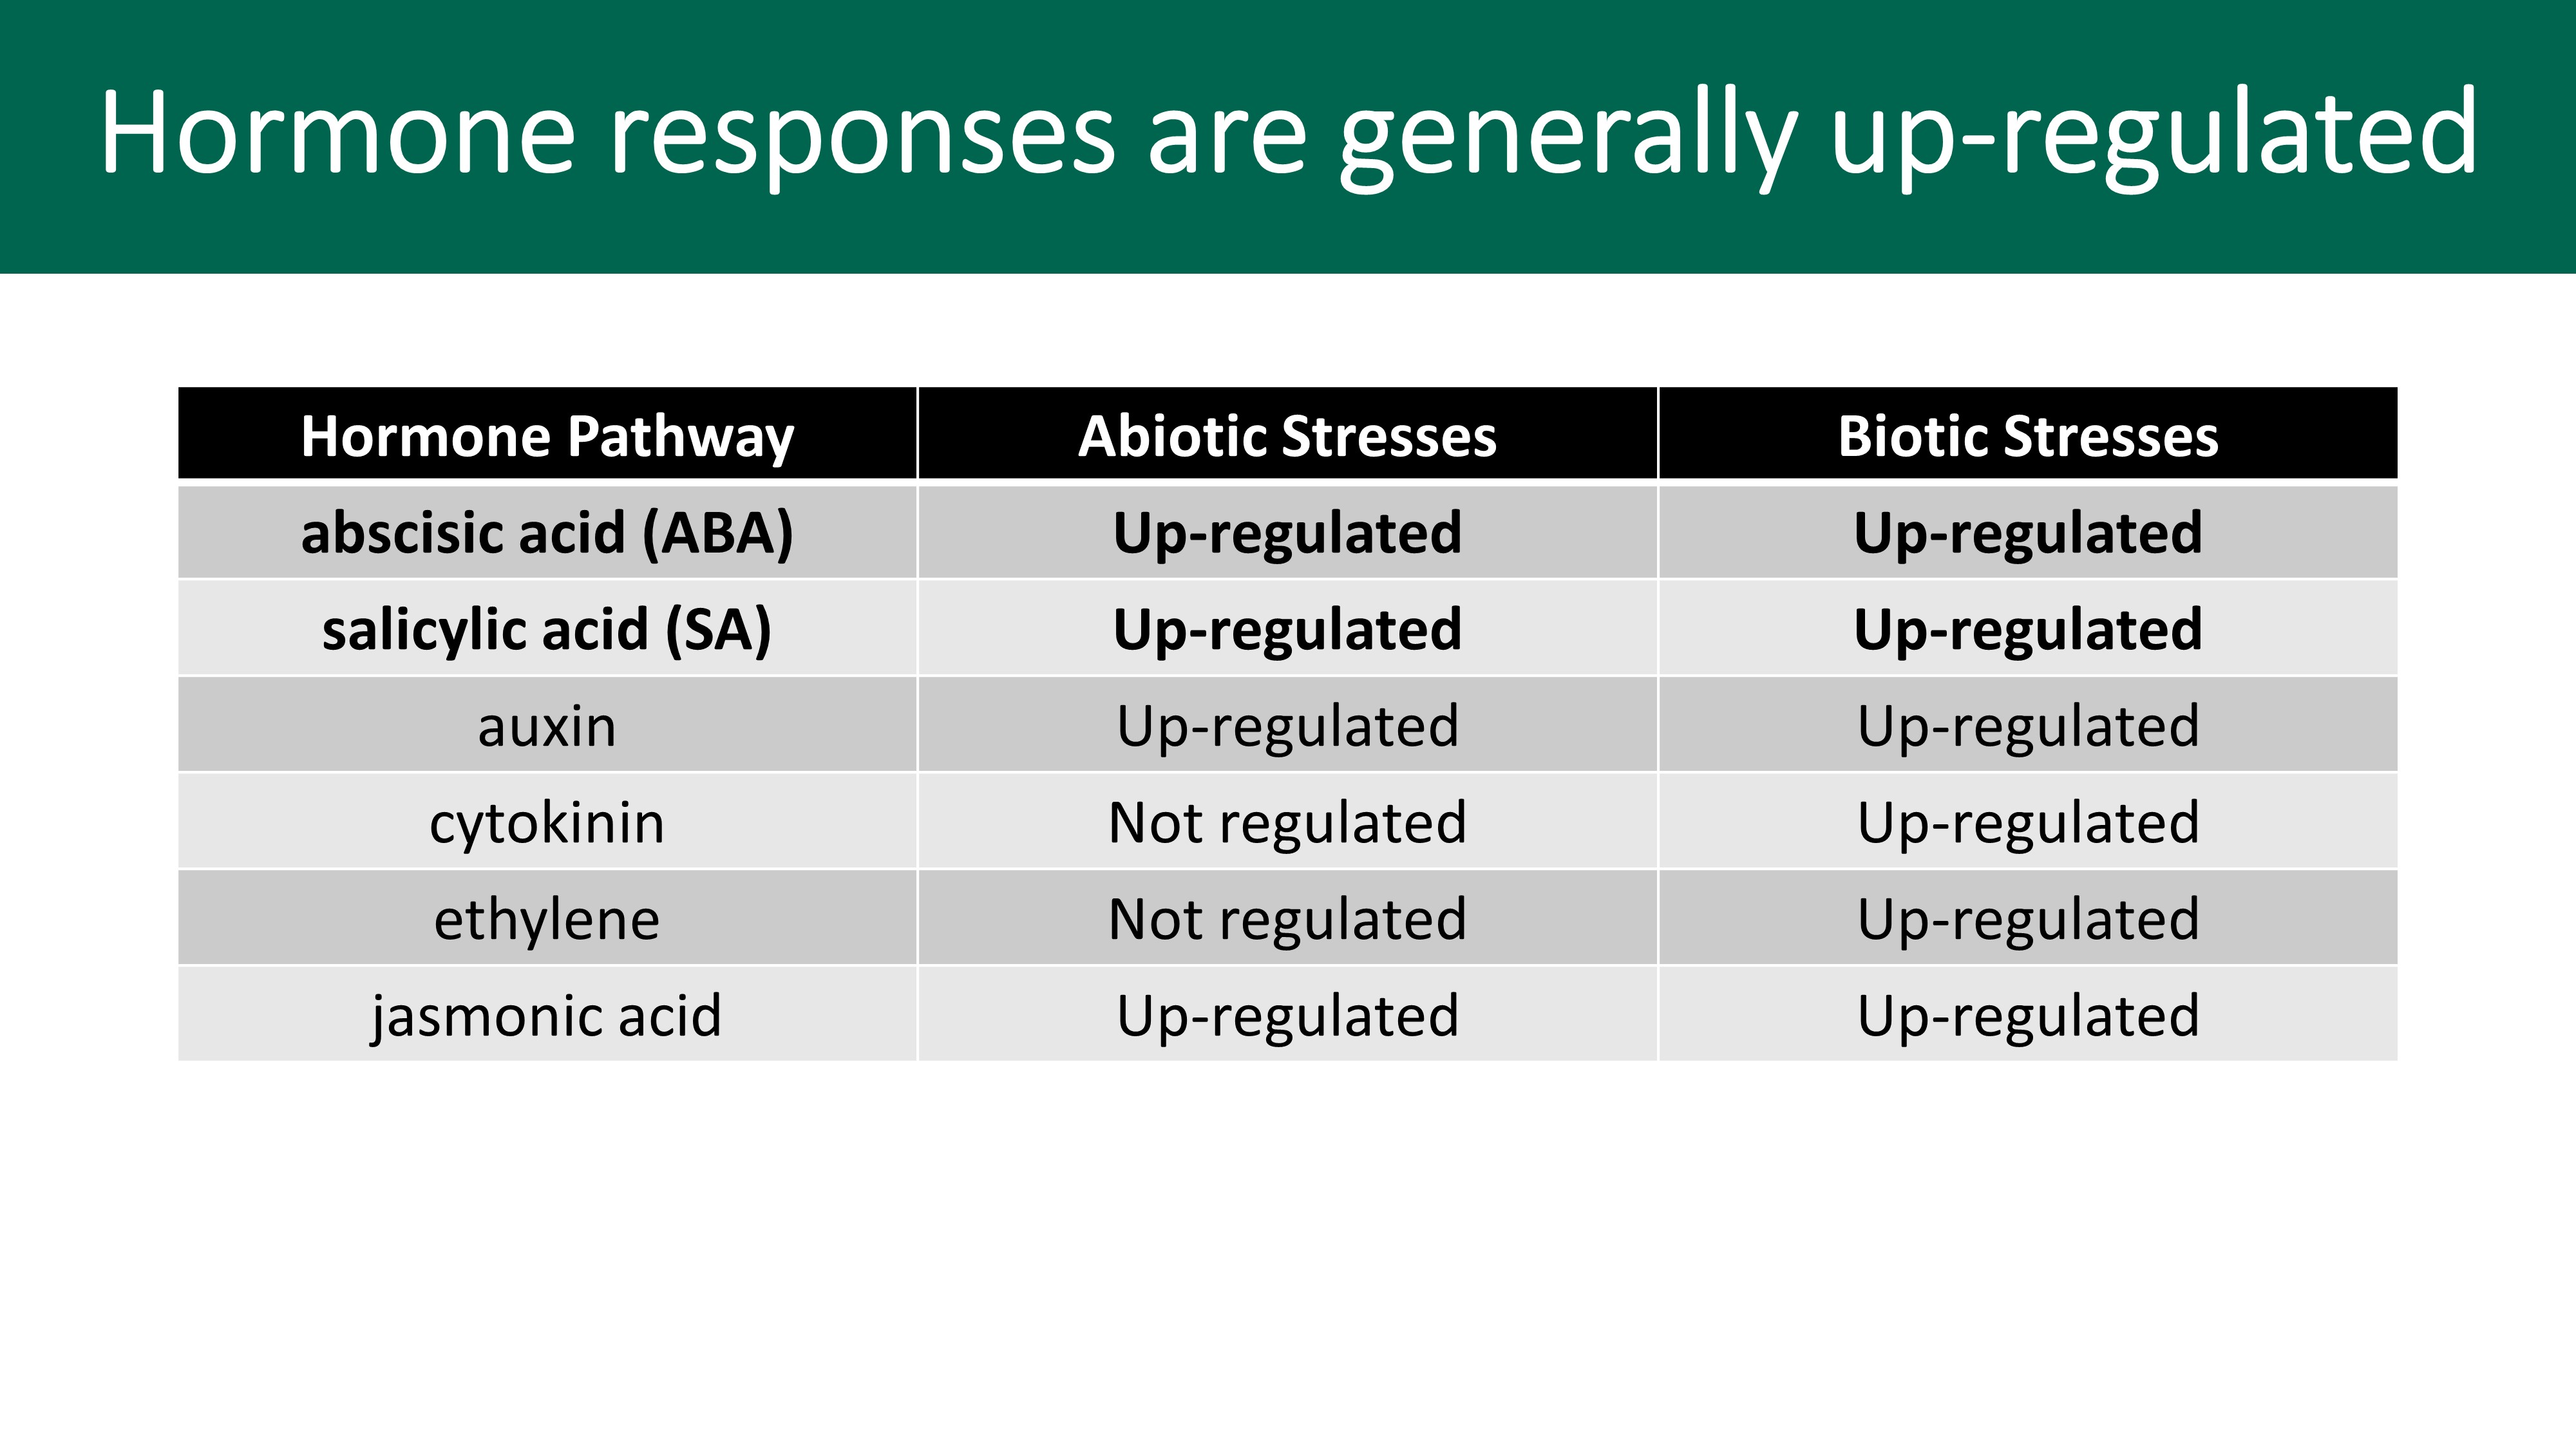 Hormone responses are generally up-regulated
Hormone Pathway Abiotic Stresses Biotic Stresses
abscisic acid (ABA) Up-regulated Up-regulated
salicylic acid (SA) Up-regulated Up-regulated
auxin Up-regulated Up-regulated
cytokinin Not regulated Up-regulated
ethylene Not regulated Up-regulated
jasmonic acid Up-regulated Up-regulated